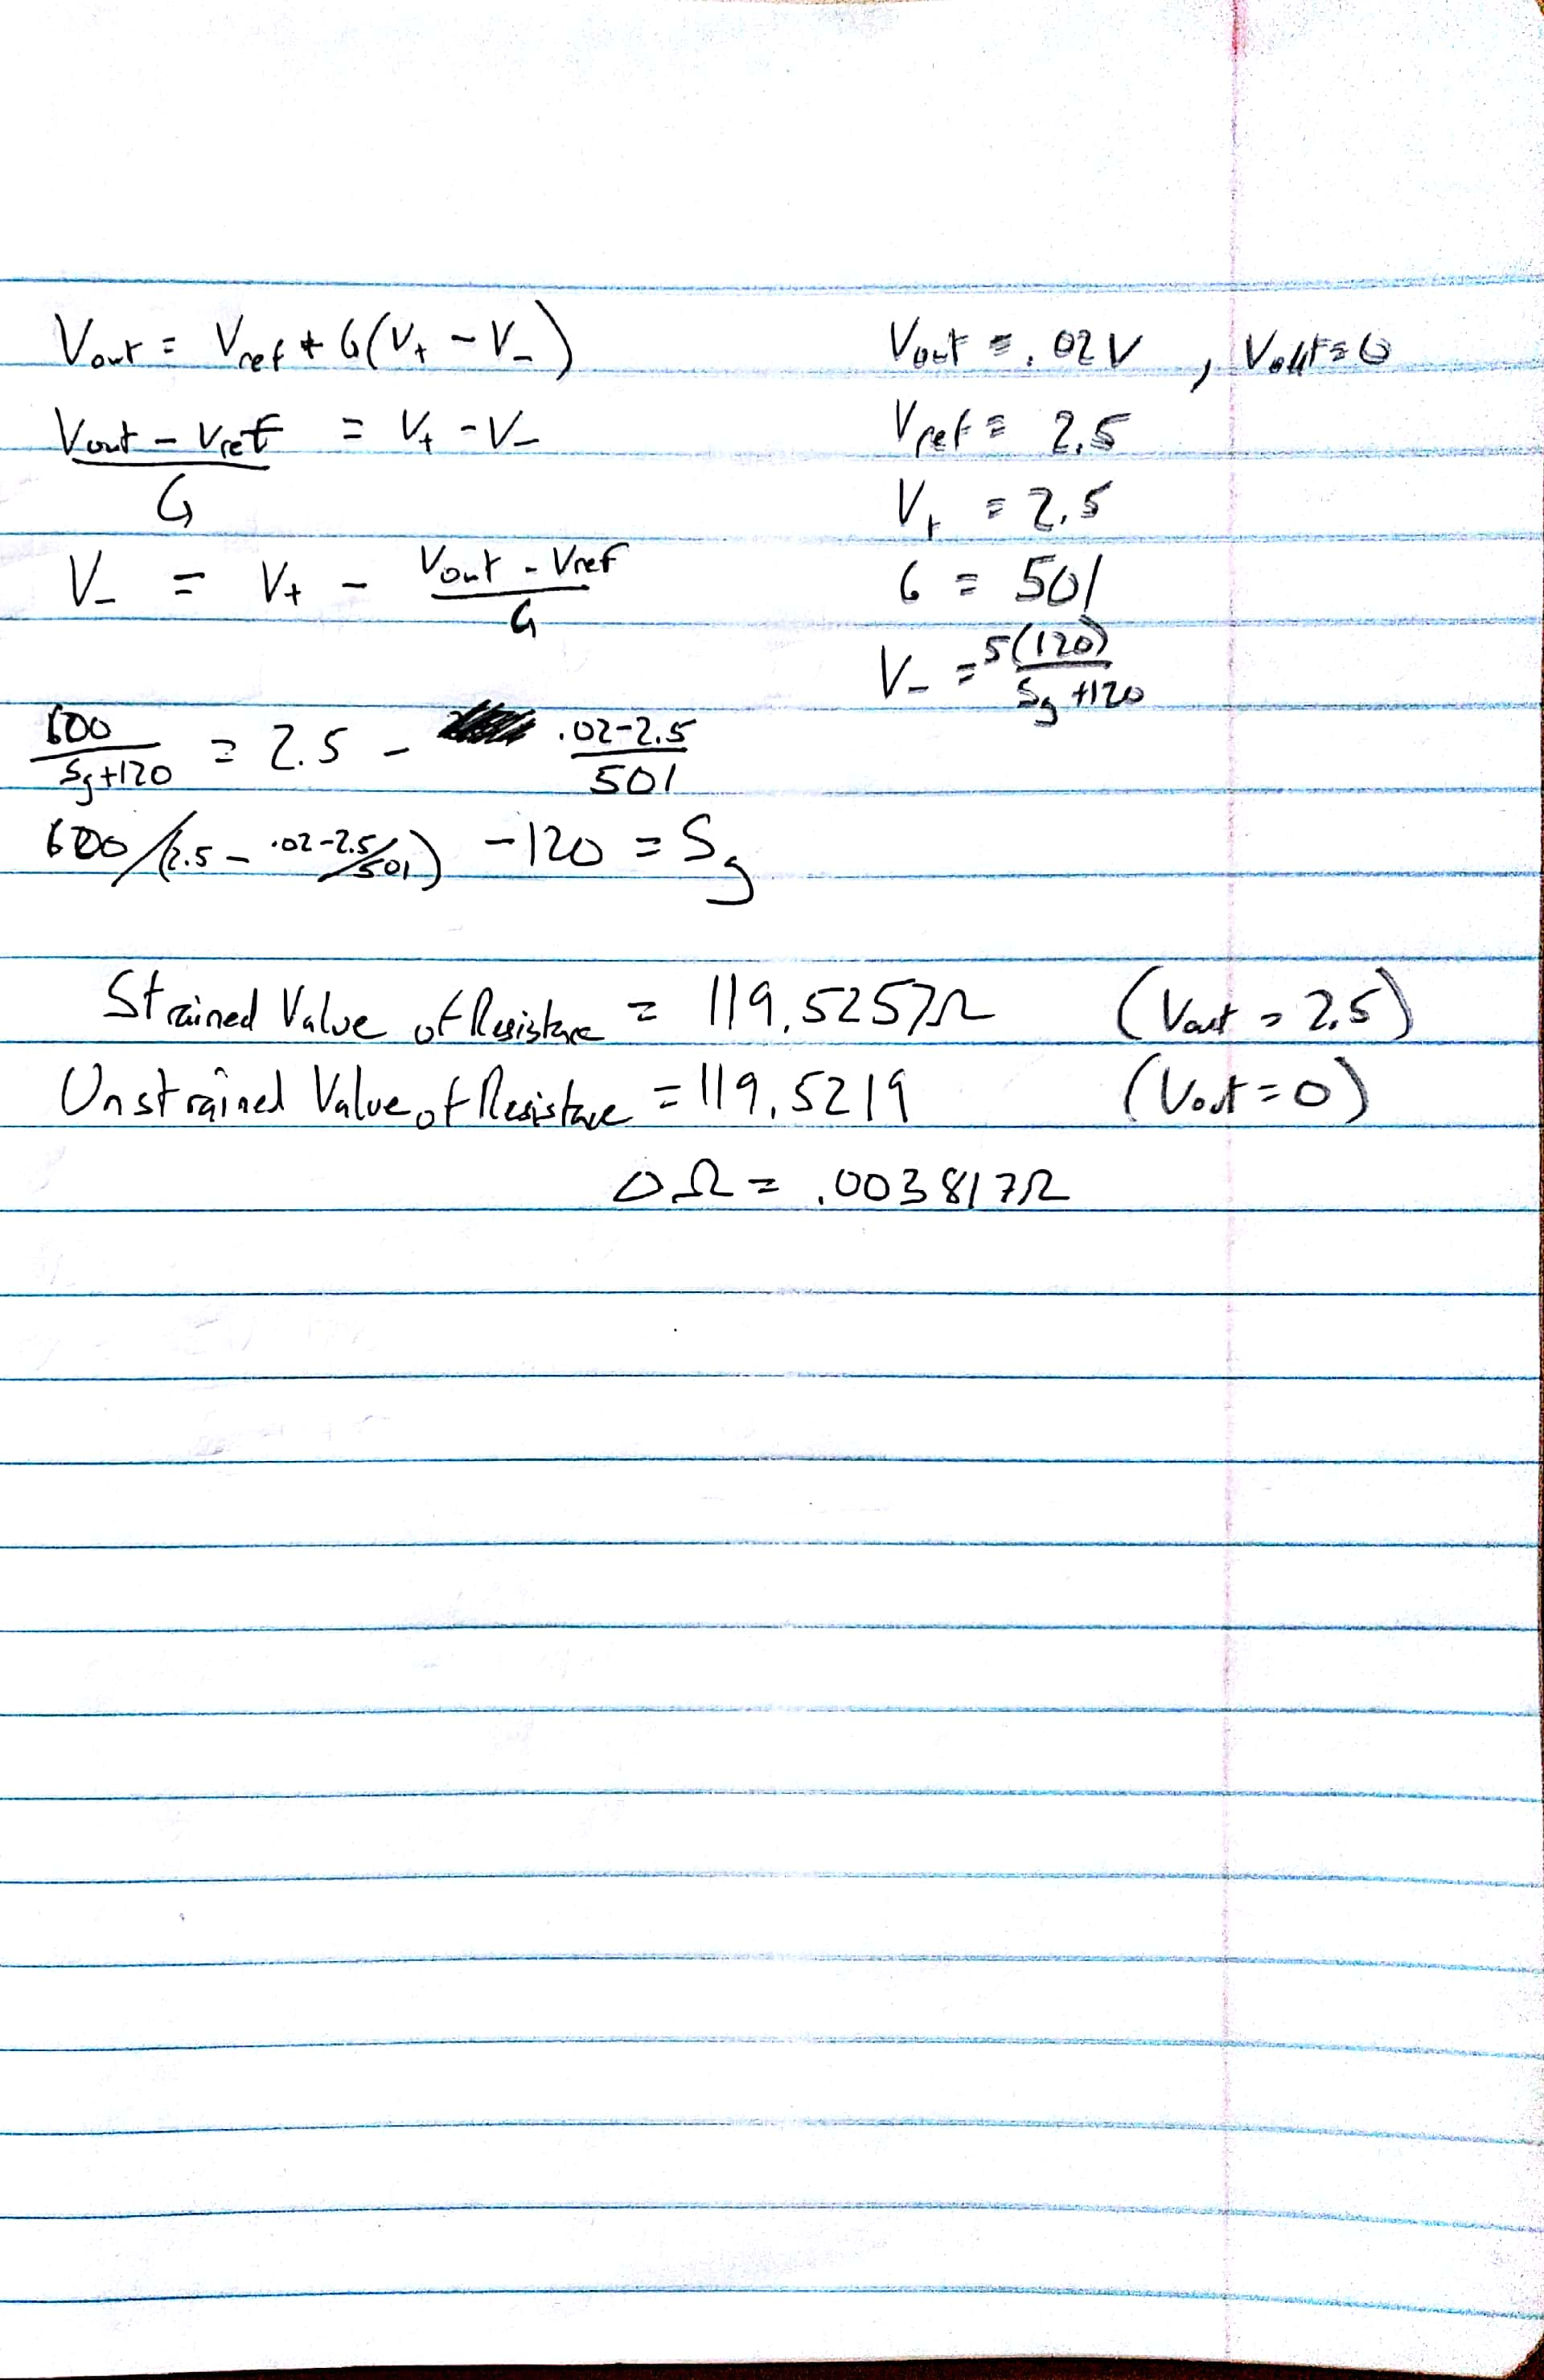 Vout = Vref + G(V+ - V-)
Vout = .02V , Vout = 0
Vout - Vref / G = V+ - V-
Vref = 2.5
V+ = 2.5
V- = V+ - Vout - Vref / G
G = 501
V- = 5(120) / Sg +120
600 / Sg+120 = 2.5 - .02-2.5 / 501
600/(2.5 - .02-2.5/501) -120 = Sg
Strained Value of Resistance = 119.5257Ω (Vout = 2.5)
Unstrained Value of Resistance = 119.5219 (Vout = 0)
ΔΩ = .003817Ω